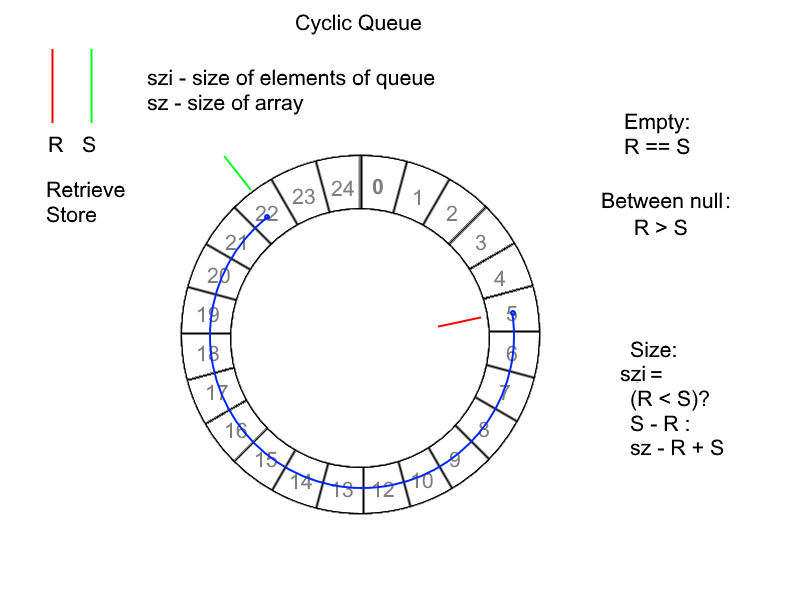 Cyclic Queue
szi - size of elements of queue
sz - size of array
R S
Retrieve
Store
Empty:
R == S
Between null:
R > S
Size:
szi =
(R < S)?
S - R :
sz - R + S
0
1
2
3
4
5
6
7
8
9
10
12
13
14
15
16
17
18
19
20
21
22
23
24